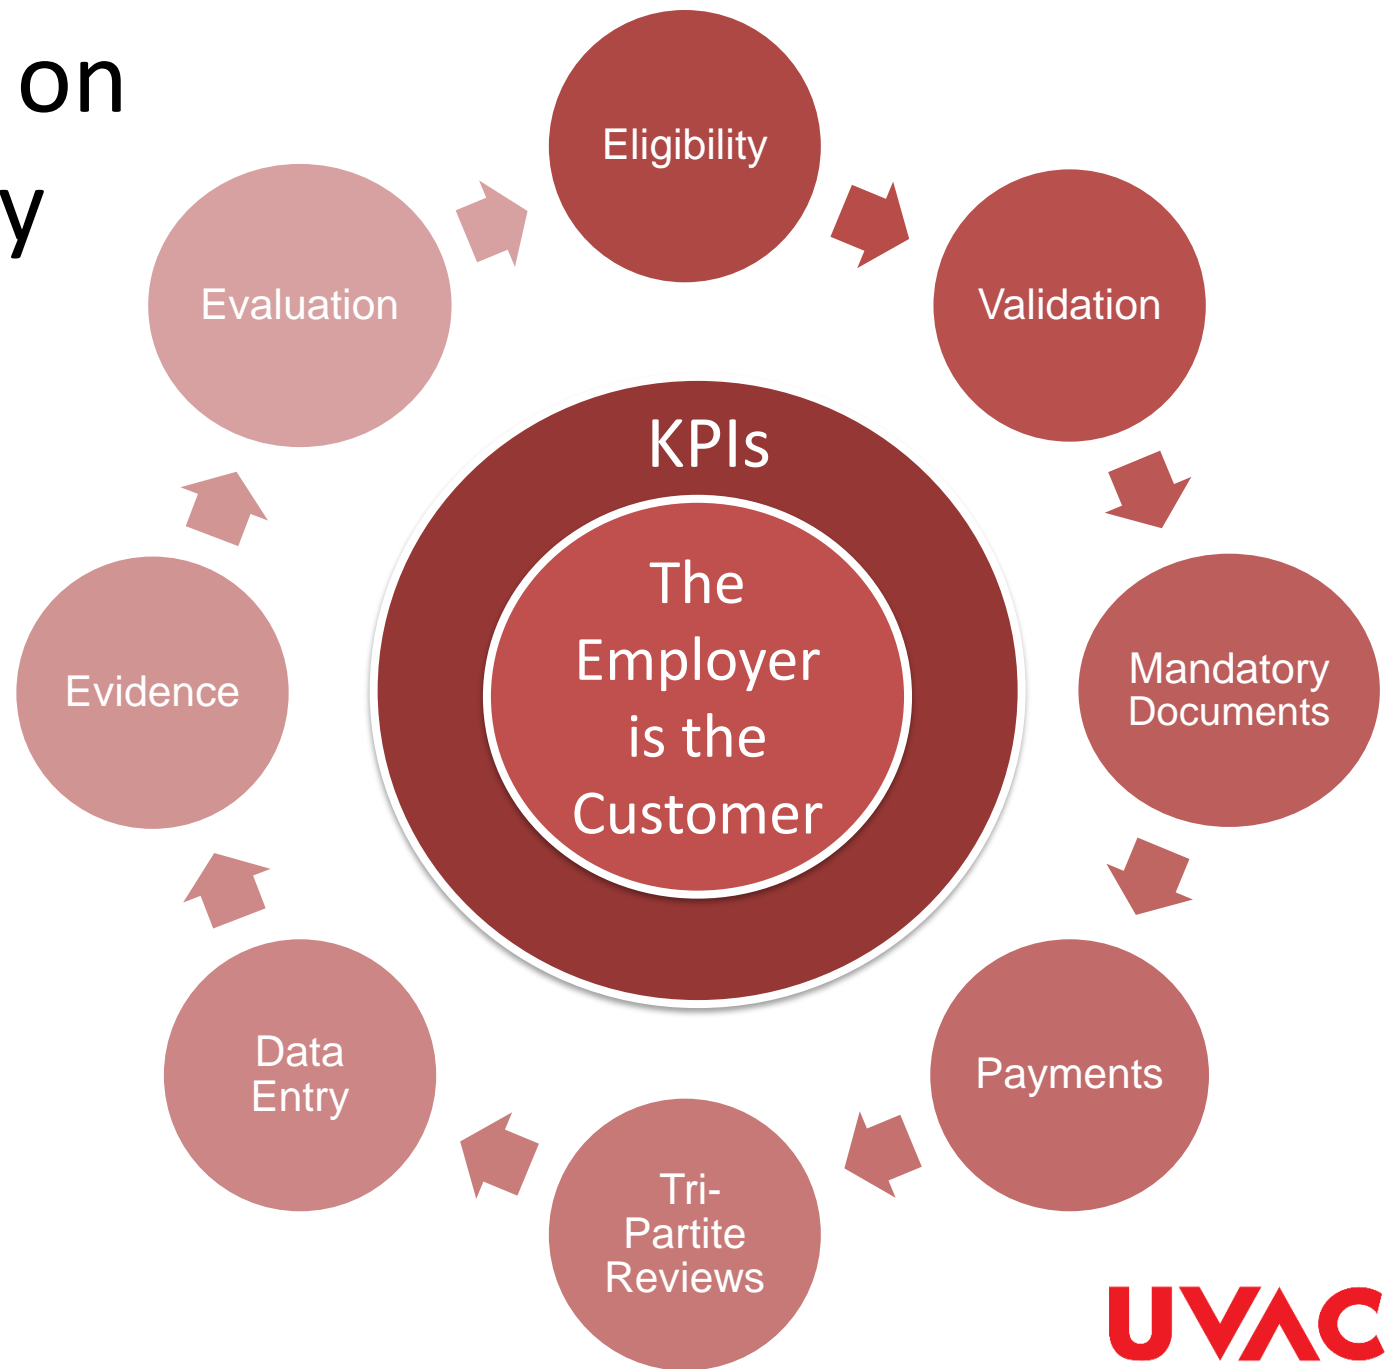 on
y
Eligibility
Validation
Mandatory
Documents
Payments
Tri-
Partite
Reviews
Data
Entry
Evidence
Evaluation
KPIs
The
Employer
is the
Customer
UVAC